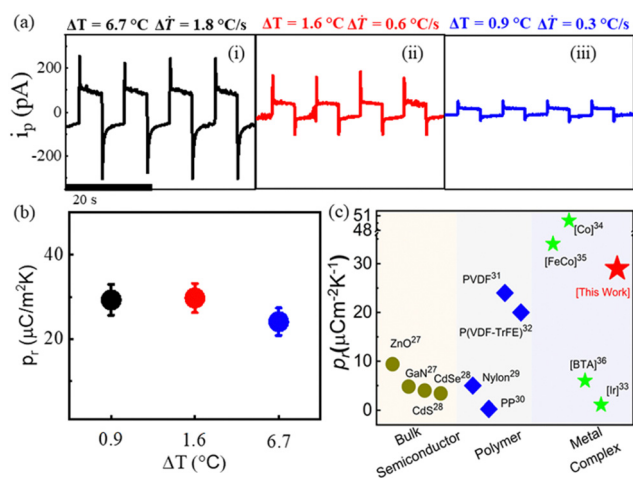 (a)
ΔT = 6.7 °C ΔṪ = 1.8 °C/s
ΔT = 1.6 °C ΔṪ = 0.6 °C/s
ΔT = 0.9 °C ΔṪ = 0.3 °C/s
(i)
(ii)
(iii)
200
0
-200
i_p (pA)
20 s
(b)
40
30
20
p_r (μC/m²K)
0.9
1.6
6.7
ΔT (°C)
(c)
51
48
30
20
10
0
p_r(μCm⁻²K⁻¹)
[Co]³⁴
[FeCo]³⁵
PVDF³¹
[This Work]
P(VDF-TrFE)³²
ZnO²⁷
GaN²⁷
CdSe²⁸
Nylon²⁹
[BTA]³⁶
CdS²⁸
PP³⁰
[Ir]³³
Bulk
Semiconductor
Polymer
Metal
Complex